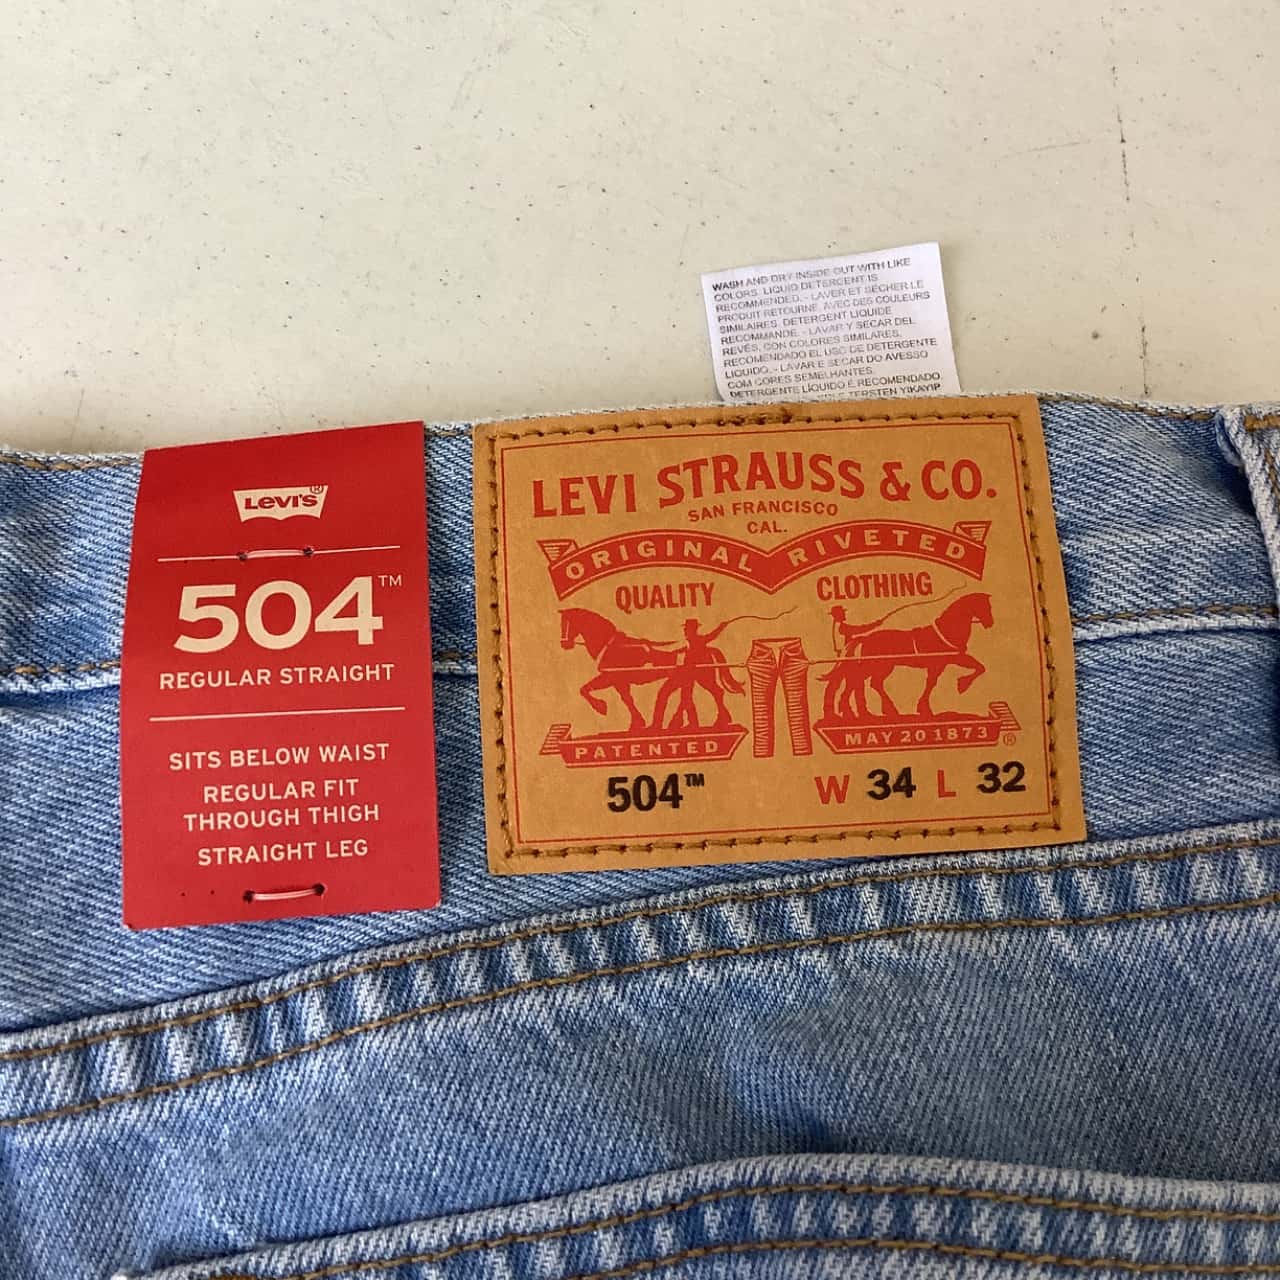 WASH AND DRY INSIDE OUT WITH LIKE
COLORS. LIQUID DETERGENT IS
RECOMMENDED. - LAVER ET SÉCHER LE
PRODUIT RETOURNÉ, AVEC DES COULEURS
SIMILAIRES. DÉTERGENT LIQUIDE
RECOMMANDÉ. - LAVAR Y SECAR DEL
REVÉS, CON COLORES SIMILARES.
RECOMENDADO EL USO DE DETERGENTE
LÍQUIDO. - LAVAR E SECAR DO AVESSO
COM CORES SEMELHANTES.
DETERGENTE LÍQUIDO É RECOMENDADO.
TERSTEN YIKAYIP
Levi's®
504™
REGULAR STRAIGHT
SITS BELOW WAIST
REGULAR FIT
THROUGH THIGH
STRAIGHT LEG
LEVI STRAUSS & CO.
SAN FRANCISCO
CAL.
ORIGINAL RIVETED
QUALITY CLOTHING
PATENTED MAY 20 1873 ®
504™ W 34 L 32